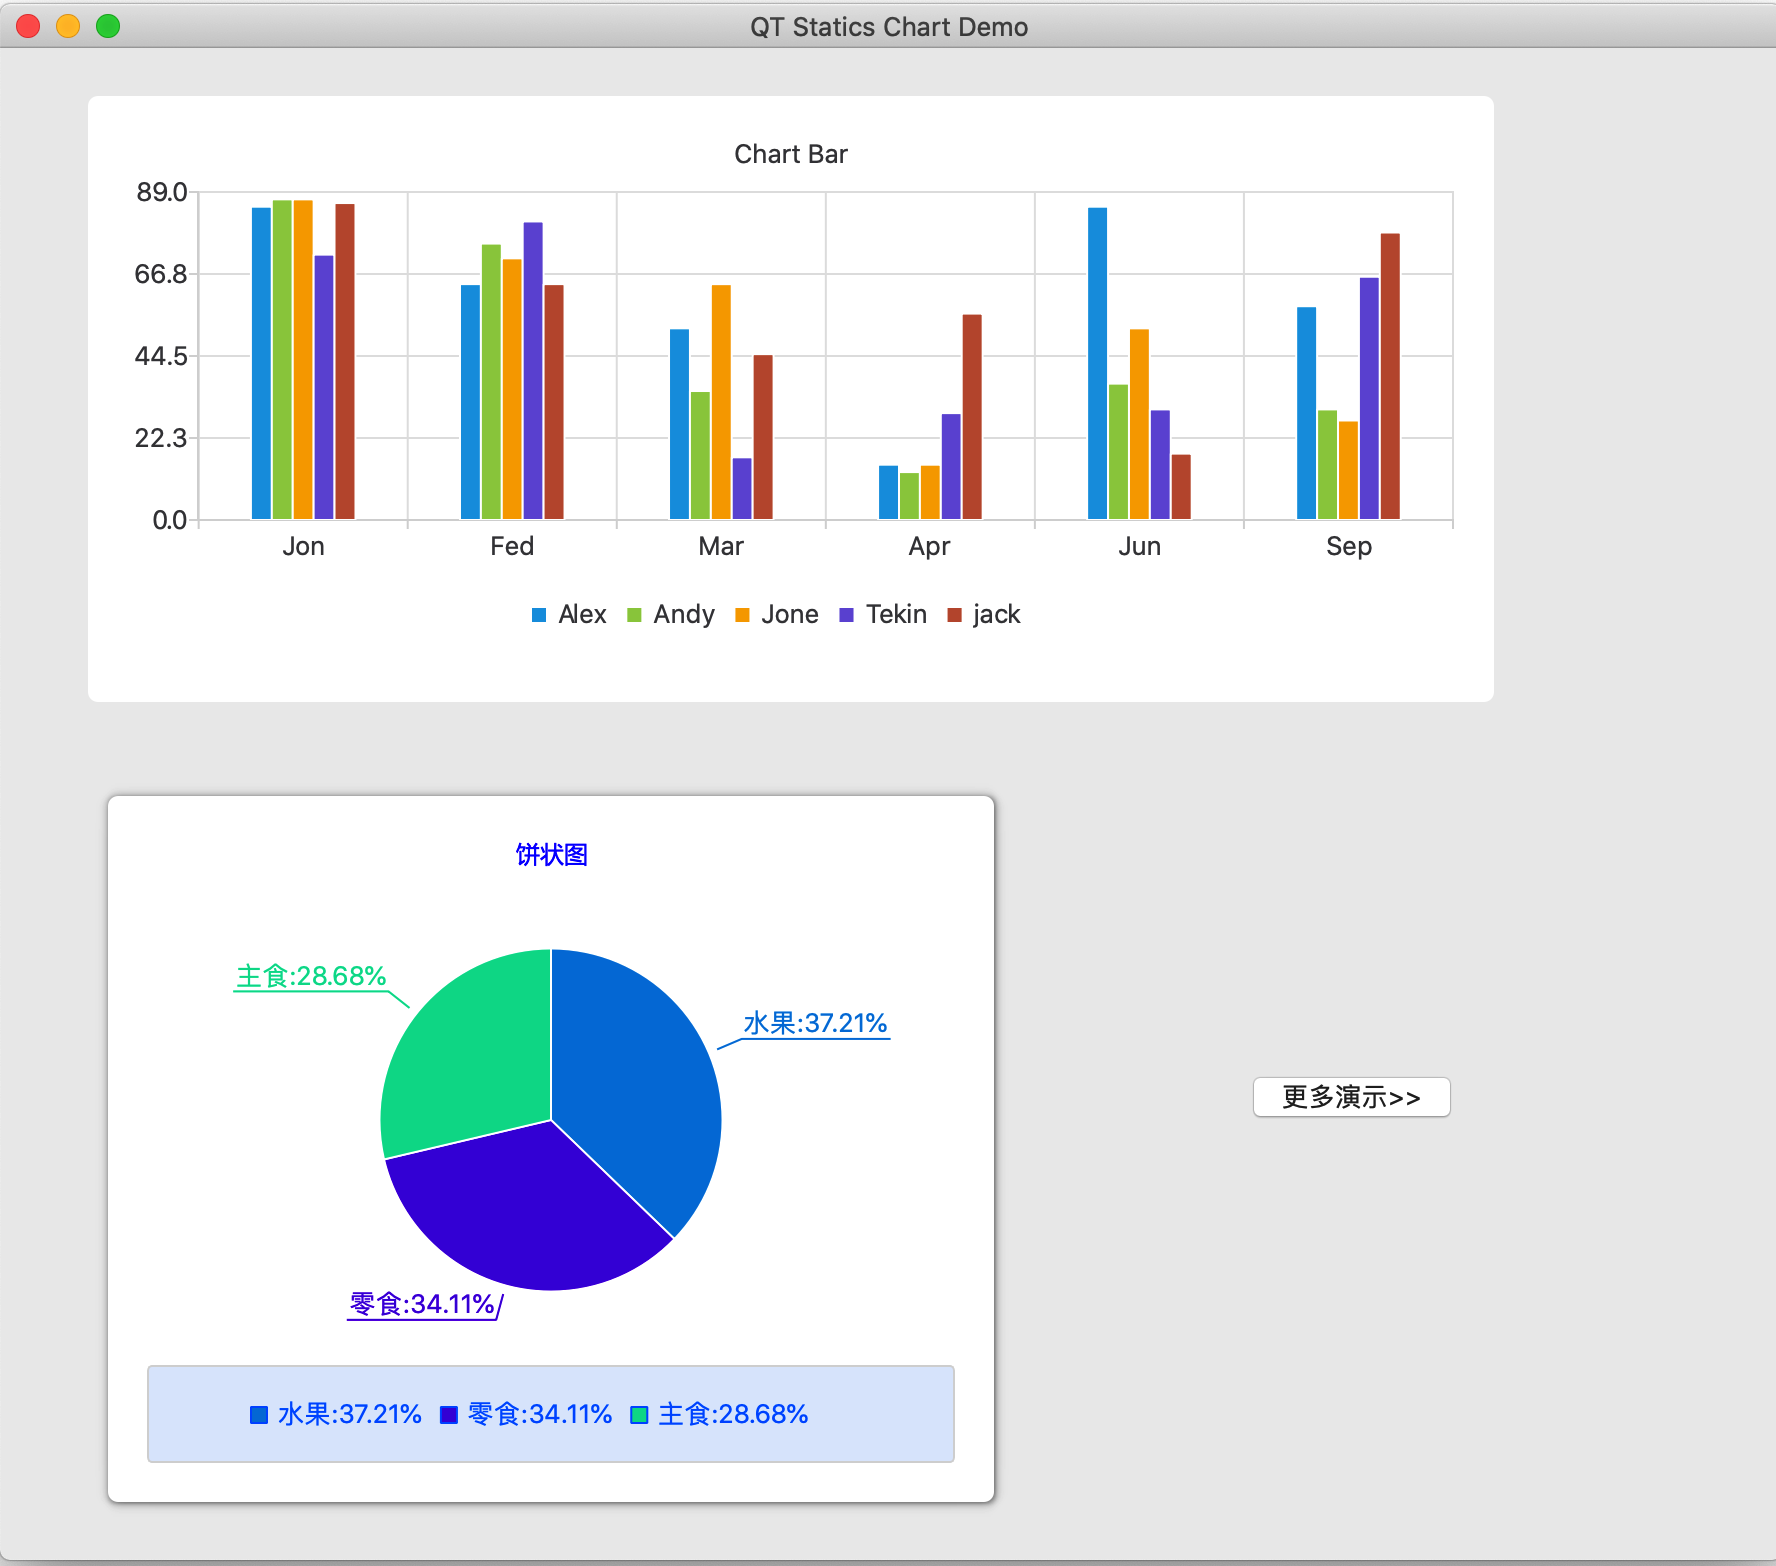 QT Statics Chart Demo
Chart Bar
89.0
66.8
44.5
22.3
0.0
Jon Fed Mar Apr Jun Sep
Alex Andy Jone Tekin jack
饼状图
主食:28.68%
水果:37.21%
更多演示>>
零食:34.11%
水果:37.21% 零食:34.11% 主食:28.68%